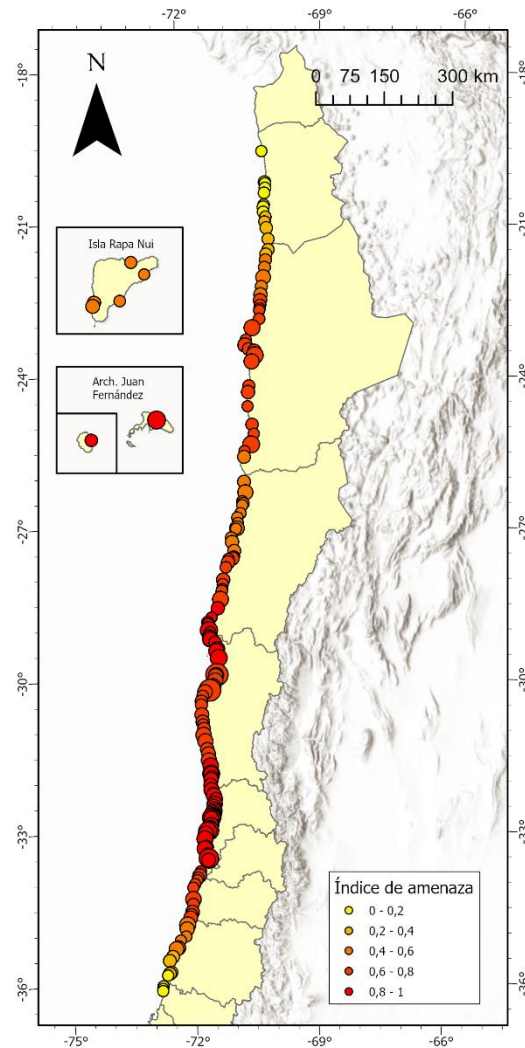 -72° -69° -66°
N
0 75 150 300 km
-18°
-18°
-21°
-21°
Isla Rapa Nui
-24°
-24°
Arch. Juan
Fernández
-27°
-27°
-30°
-30°
-33°
-33°
Índice de amenaza
0 - 0,2
0,2 - 0,4
0,4 - 0,6
0,6 - 0,8
0,8 - 1
-36°
-36°
-75° -72° -69° -66°